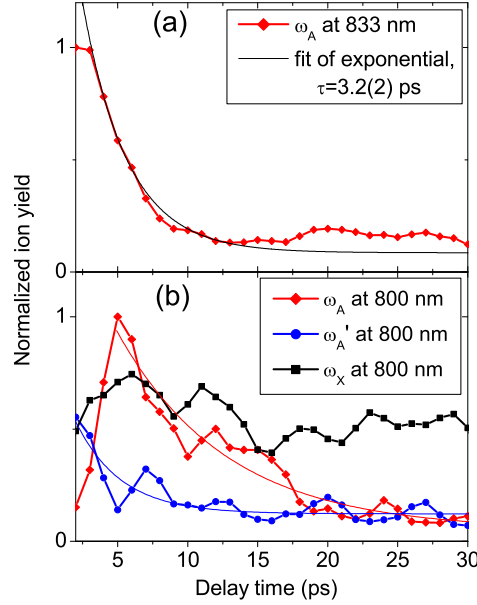 (a)
ω_A at 833 nm
fit of exponential,
τ=3.2(2) ps
1
0
Normalized ion yield
(b)
ω_A at 800 nm
ω_A' at 800 nm
ω_X at 800 nm
1
0
5 10 15 20 25 30
Delay time (ps)